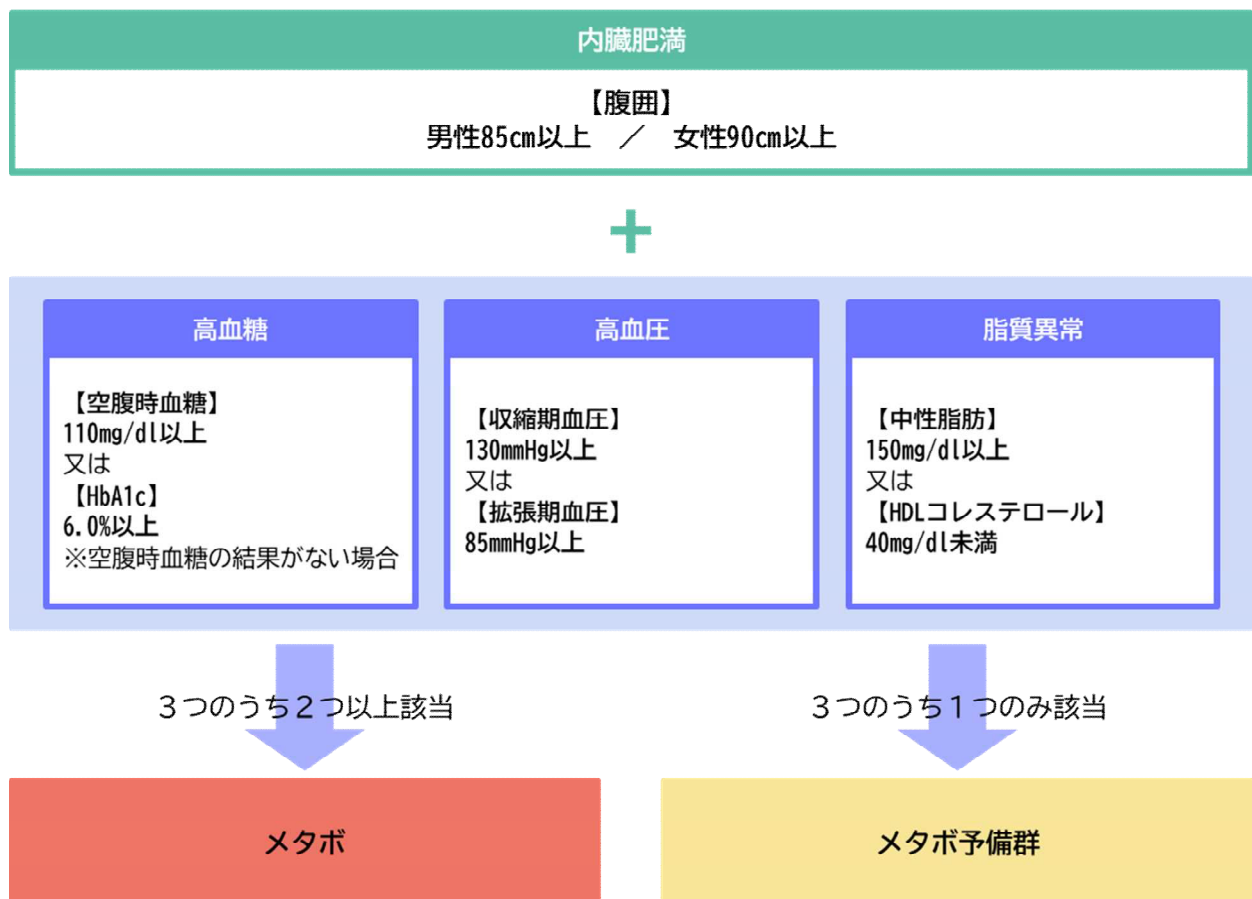 内臓肥満
【腹囲】
男性85㎝以上　／　女性90㎝以上
+
高血糖
【空腹時血糖】
110mg/dl以上
又は
【HbA1c】
6.0%以上
※空腹時血糖の結果がない場合
高血圧
【収縮期血圧】
130mmHg以上
又は
【拡張期血圧】
85mmHg以上
脂質異常
【中性脂肪】
150mg/dl以上
又は
【HDLコレステロール】
40mg/dl未満
３つのうち２つ以上該当
３つのうち１つのみ該当
メタボ
メタボ予備群